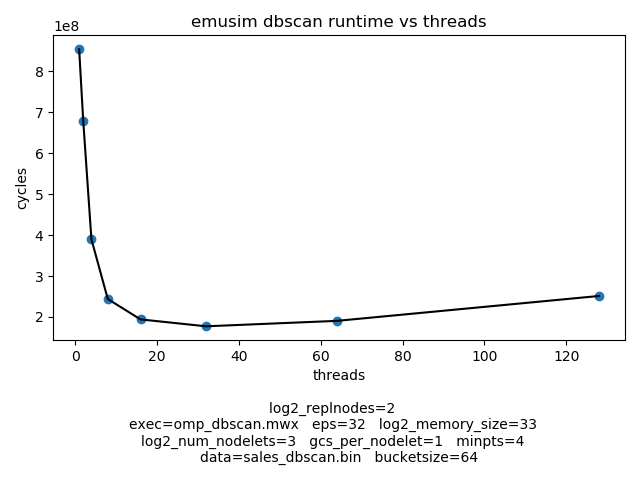 emusim dbscan runtime vs threads
1e8
8
7
6
5
4
3
2
cycles
0 20 40 60 80 100 120
threads
log2_replnodes=2
exec=omp_dbscan.mwx eps=32 log2_memory_size=33
log2_num_nodelets=3 gcs_per_nodelet=1 minpts=4
data=sales_dbscan.bin bucketsize=64